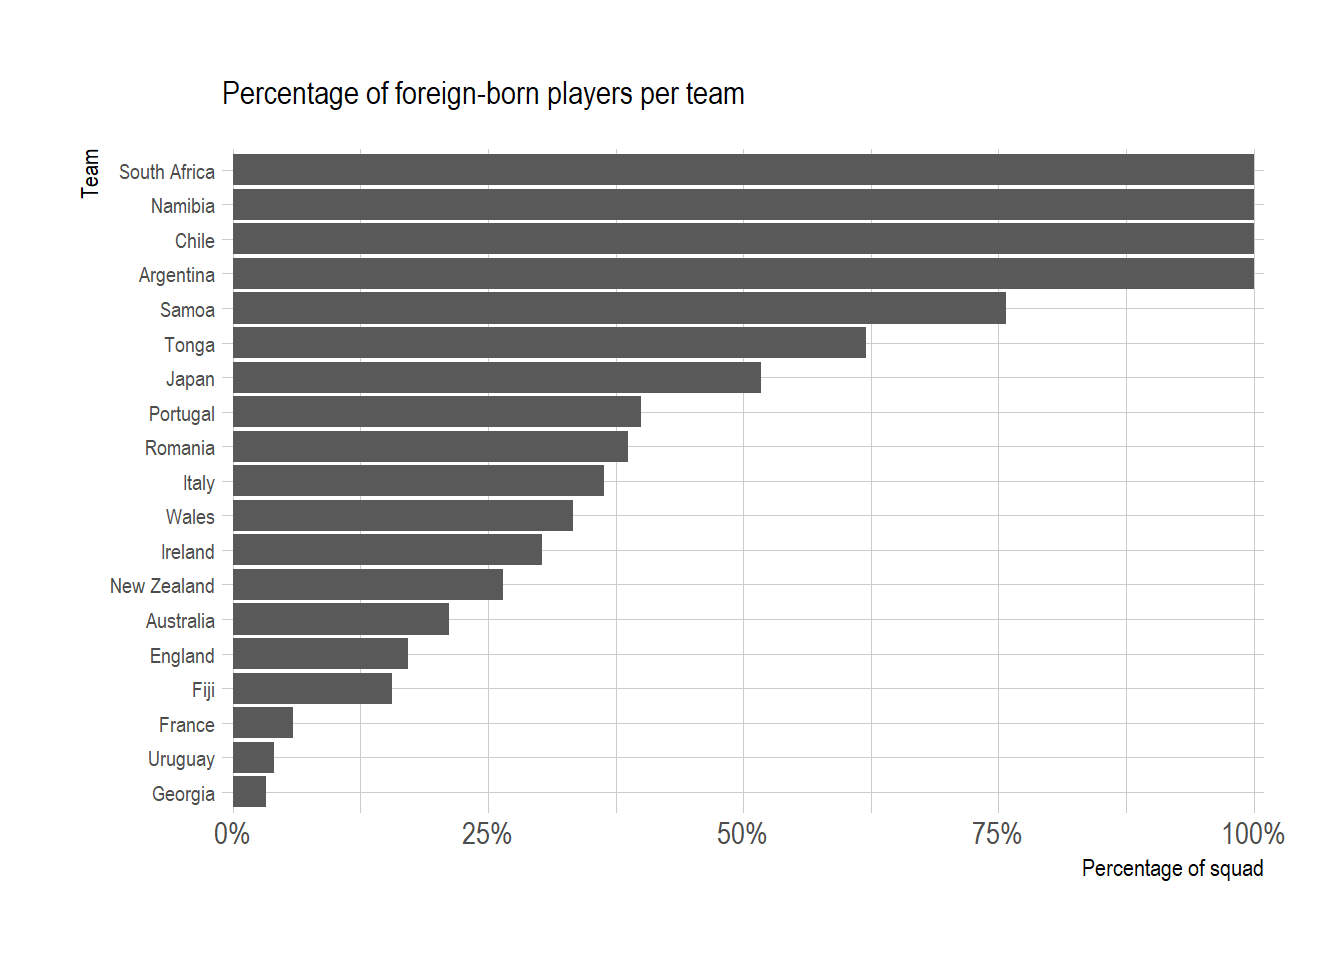 Percentage of foreign-born players per team
Team
South Africa
Namibia
Chile
Argentina
Samoa
Tonga
Japan
Portugal
Romania
Italy
Wales
Ireland
New Zealand
Australia
England
Fiji
France
Uruguay
Georgia
0% 25% 50% 75% 100%
Percentage of squad